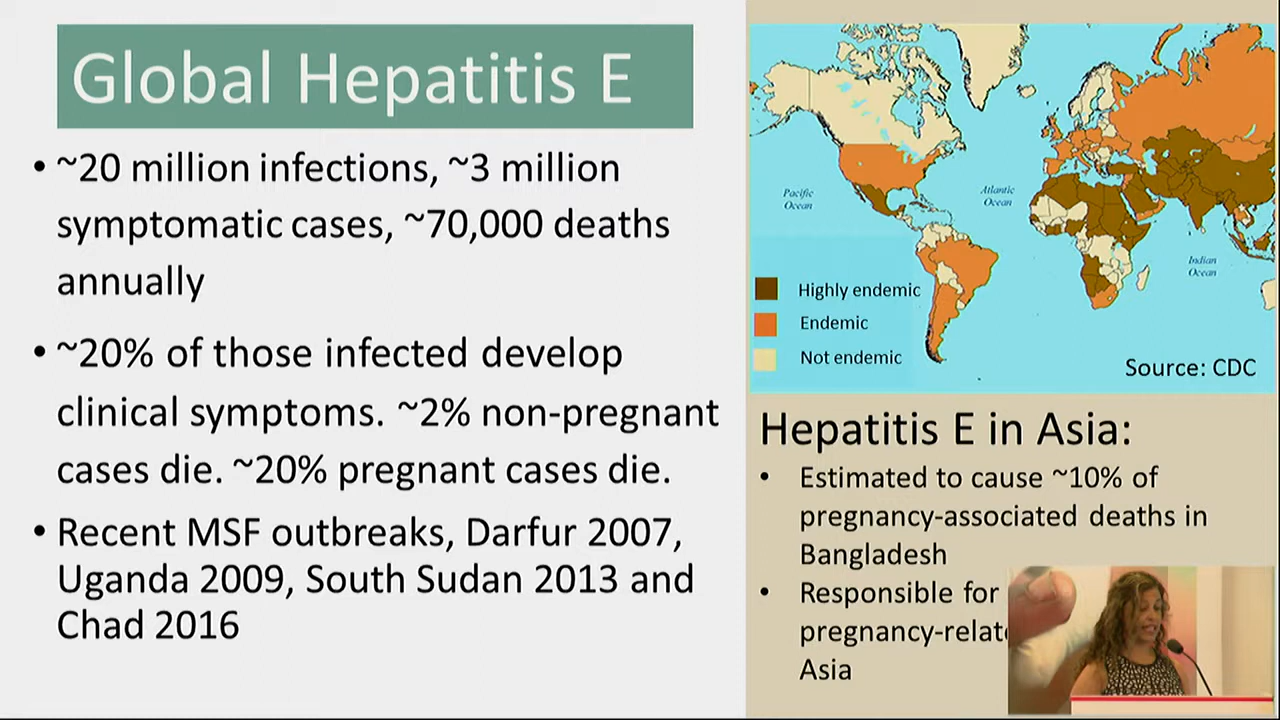 Global Hepatitis E
• ~20 million infections, ~3 million
symptomatic cases, ~70,000 deaths
annually
• ~20% of those infected develop
clinical symptoms. ~2% non-pregnant
cases die. ~20% pregnant cases die.
• Recent MSF outbreaks, Darfur 2007,
Uganda 2009, South Sudan 2013 and
Chad 2016
Pacific
Ocean
Atlantic
Ocean
Indian
Ocean
Highly endemic
Endemic
Not endemic
Source: CDC
Hepatitis E in Asia:
• Estimated to cause ~10% of
pregnancy-associated deaths in
Bangladesh
• Responsible for
Asia